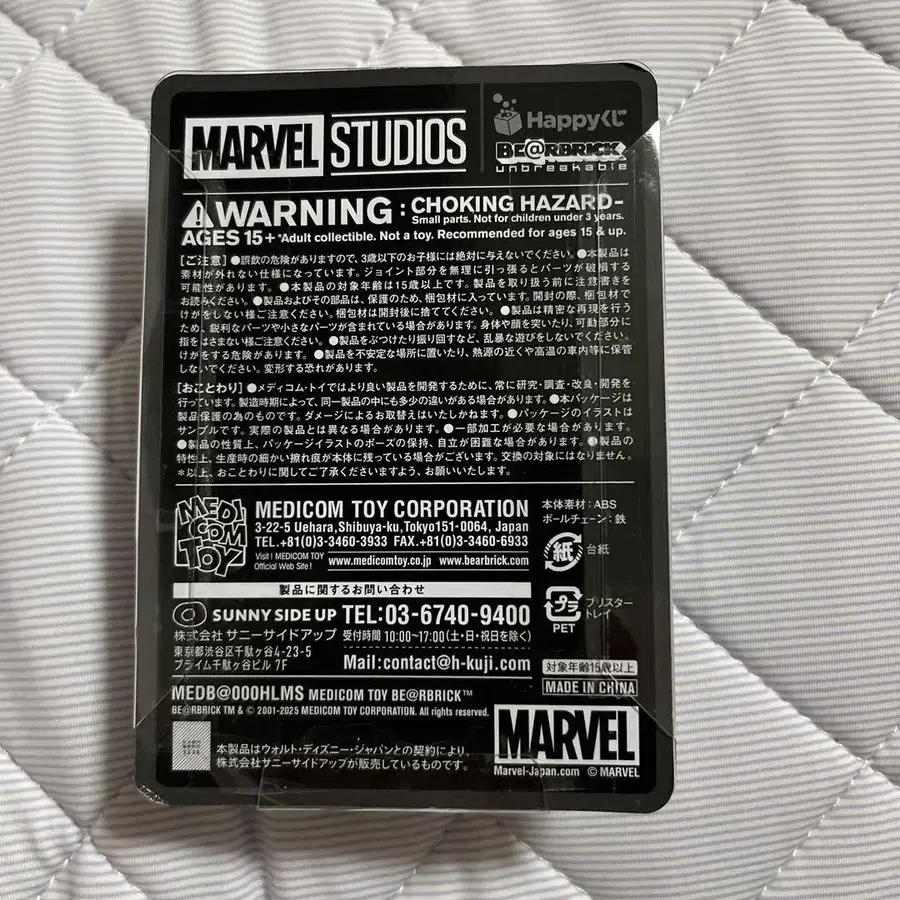 MARVEL STUDIOS
Happyくじ
BE@RBRICK
unbreakable
WARNING : CHOKING HAZARD-
Small parts. Not for children under 3 years.
AGES 15+ *Adult collectible. Not a toy. Recommended for ages 15 & up.
[ご注意] ●誤飲の危険がありますので、3歳以下のお子様には絶対に与えないでください。●本製品は
素材が外れない仕様になっています。ジョイント部分を無理に引っ張るとパーツが破損する
可能性があります。●本製品の対象年齢は15歳以上です。製品を取り扱う前に注意書きを
お読みください。●製品およびその部品は、保護のため、梱包材に入っています。開封の際、梱包材で
けがをしない様ご注意ください。梱包材は開封後に捨ててください。●製品は精密な再現を行う
ため、鋭利なパーツや小さなパーツが含まれている場合があります。身体や顔を突いたり、可動部分に
指をはさまない様ご注意ください。●製品をぶつけたり振り回すなど、乱暴な遊びをしないでください。
けがをする危険があります。●製品を不安定な場所に置いたり、熱源の近くや高温の車内等に保管
しないでください。変形する恐れがあります。
[おことわり] ●メディコム・トイではより良い製品を開発するために、常に研究・調査・改良・開発を
行っています。製造時期によって、同一製品の中にも多少の違いがある場合があります。●本パッケージは
製品保護の為のものです。ダメージによるお取替えはいたしかねます。●パッケージのイラストは
サンプルです。実際の製品とは異なる場合があります。●一部加工が必要な場合があります。
●製品の性質上、パッケージイラストのポーズの保持、自立が困難な場合がございます。●製品の
特性上、生産時の細かい擦れ痕が本体に残っている場合がございます。交換の対象にはなりません。
*以上、おことわりに関してご了承くださいますよう、お願いいたします。
MEDI COM TOY
MEDICOM TOY CORPORATION
3-22-5 Uehara,Shibuya-ku,Tokyo151-0064, Japan
TEL.+81(0)3-3460-3933 FAX.+81(0)3-6460-6933
Visit ! MEDICOM TOY
Official Web Site !
www.medicomtoy.co.jp www.bearbrick.com
本体素材：ABS
ボールチェーン：鉄
紙 台紙
製品に関するお問い合わせ
SUNNY SIDE UP TEL:03-6740-9400
株式会社 サニーサイドアップ 受付時間 10:00~17:00 (土・日・祝日を除く)
東京都渋谷区千駄ヶ谷4-23-5
プライム千駄ヶ谷ビル 7F
Mail:contact@h-kuji.com
プラ
PET
ブリスター
トレイ
対象年齢15歳以上
MADE IN CHINA
MEDB@000HLMS MEDICOM TOY BE@RBRICK™
BE@RBRICK TM & © 2001-2025 MEDICOM TOY CORPORATION. All rights reserved.
本製品はウォルト・ディズニー・ジャパンとの契約により、
株式会社サニーサイドアップが販売しているものです。
MARVEL
Marvel-Japan.com © MARVEL